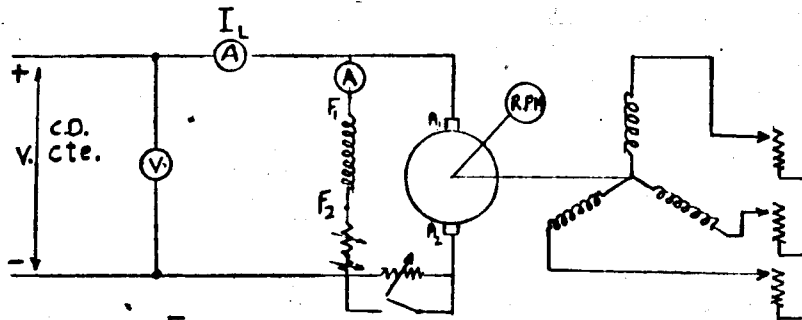 I_L
A
+
A
F₁
RPM
A₁
C.D.
V.
cte.
V.
F₂
A₂
-